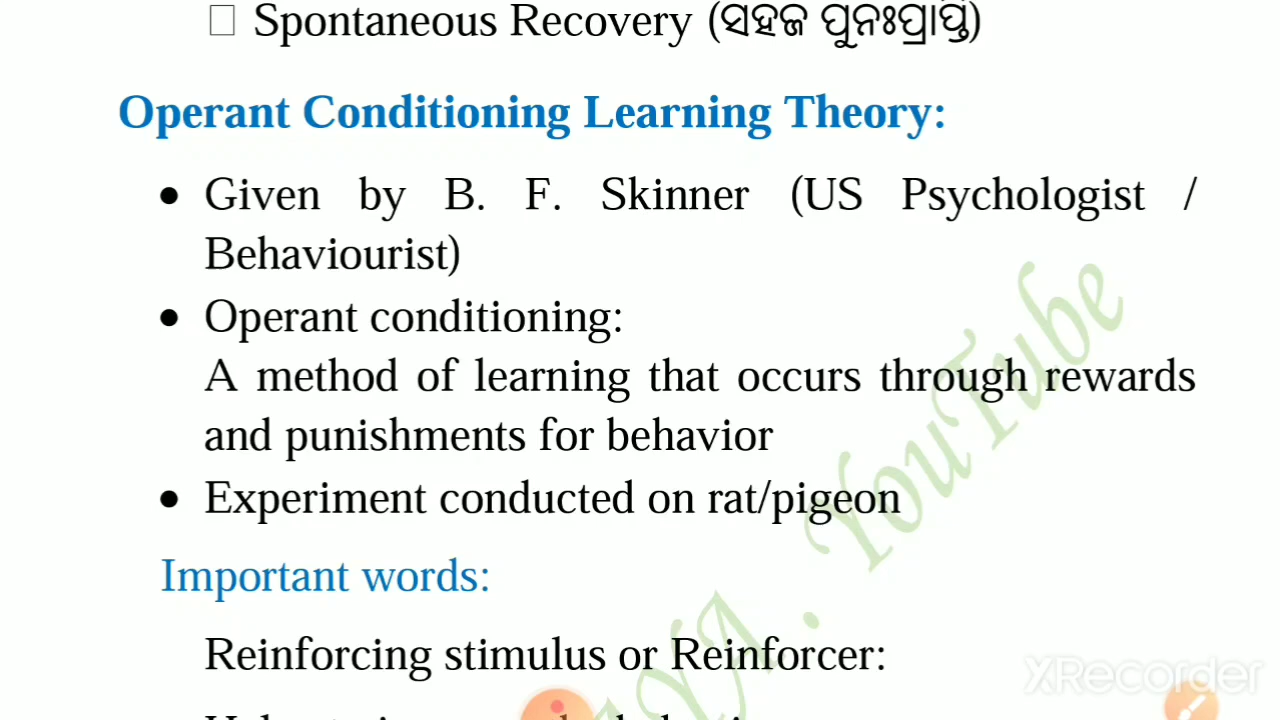 □ Spontaneous Recovery (ସହଜ ପୁନଃପ୍ରାପ୍ତି)
Operant Conditioning Learning Theory:
• Given by B. F. Skinner (US Psychologist /
Behaviourist)
• Operant conditioning:
A method of learning that occurs through rewards
and punishments for behavior
• Experiment conducted on rat/pigeon
Important words:
Reinforcing stimulus or Reinforcer:
YouTube
XRecorder